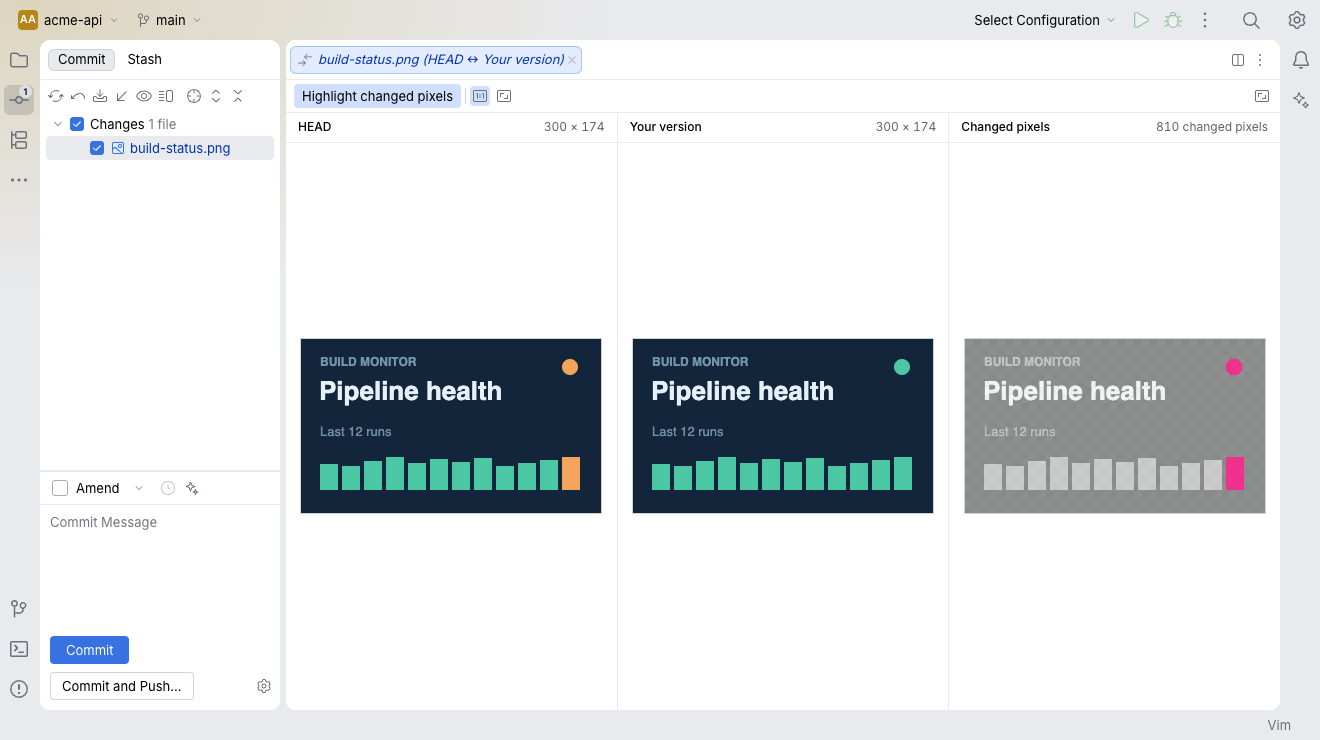 AA acme-api main Select Configuration
Commit Stash
build-status.png (HEAD ↔ Your version)
1
Highlight changed pixels 1:1
Changes 1 file
build-status.png
HEAD 300 × 174
Your version 300 × 174
Changed pixels 810 changed pixels
BUILD MONITOR
Pipeline health
Last 12 runs
BUILD MONITOR
Pipeline health
Last 12 runs
BUILD MONITOR
Pipeline health
Last 12 runs
Amend
Commit Message
Commit
Commit and Push...
Vim